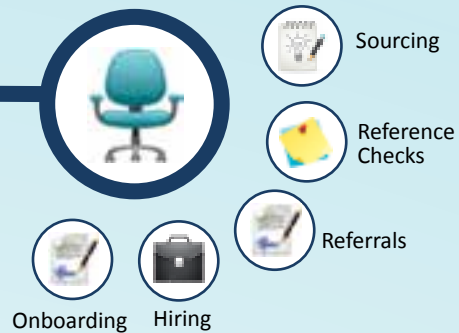 Sourcing
Reference
Checks
Referrals
Onboarding
Hiring